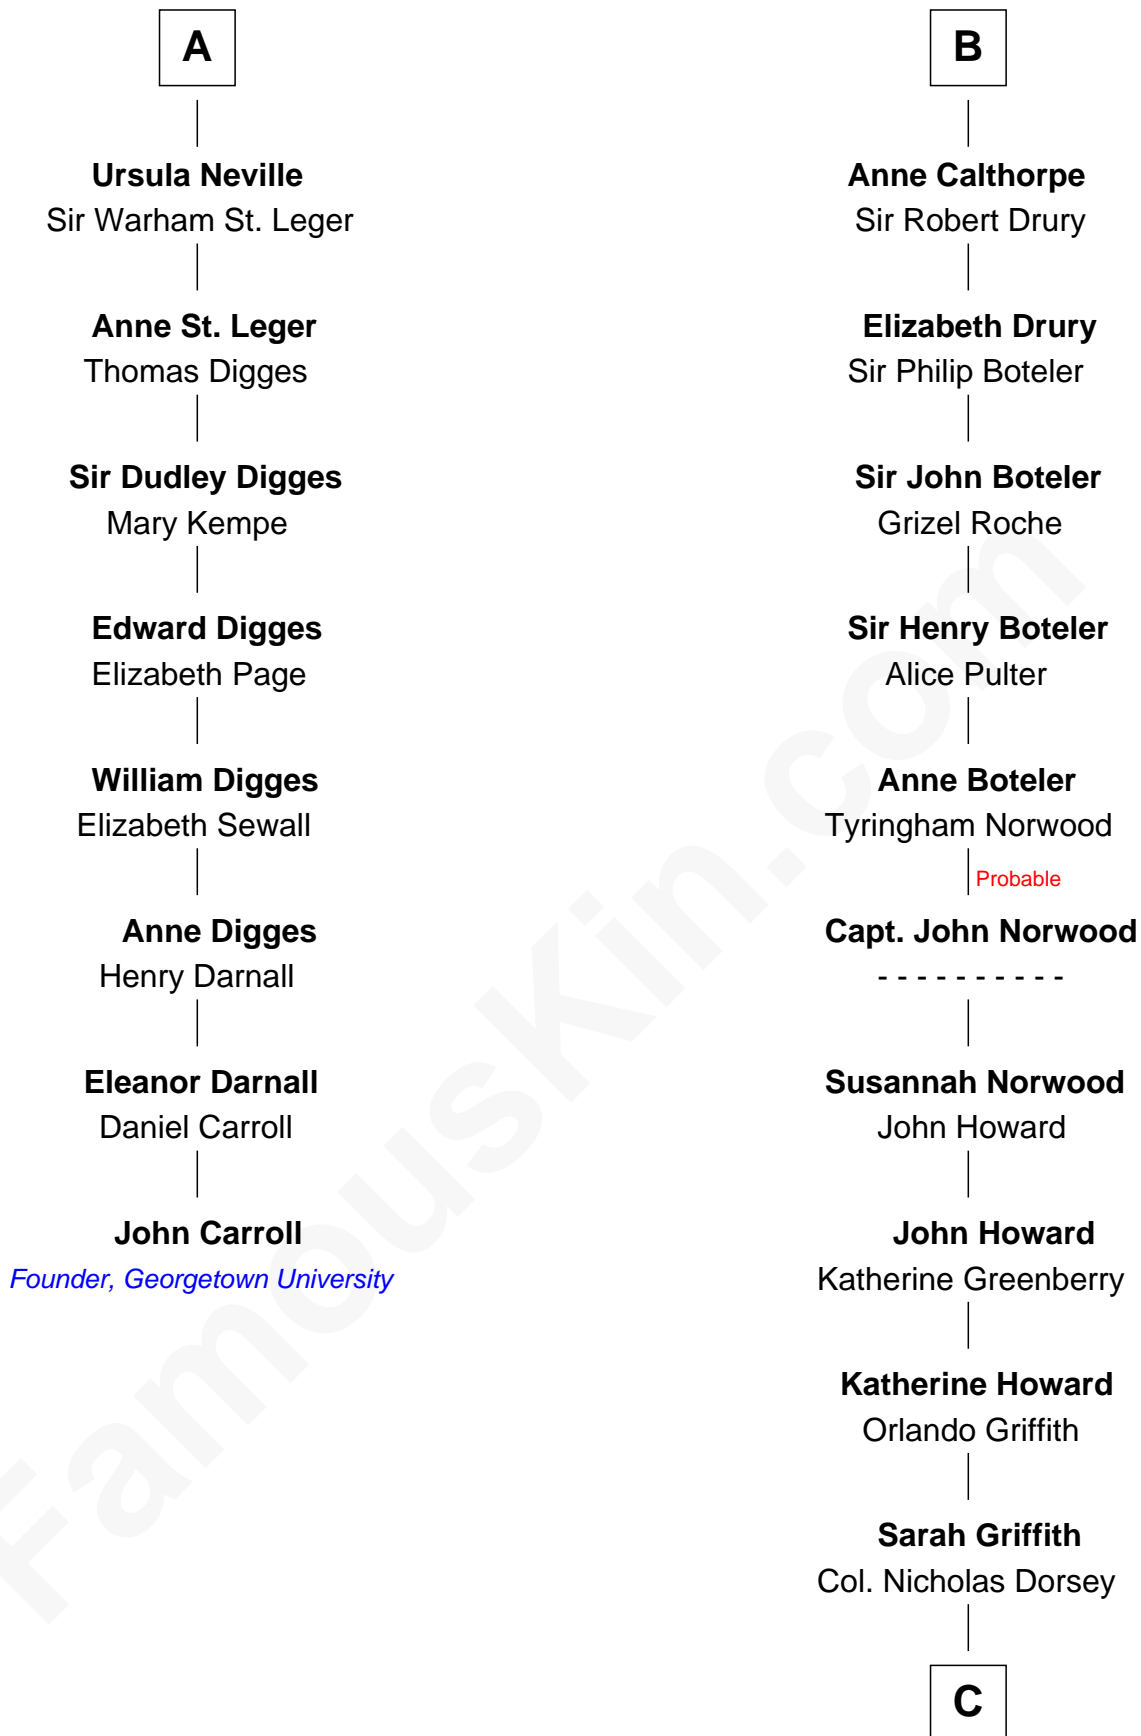 A
Ursula Neville
Sir Warham St. Leger
Anne St. Leger
Thomas Digges
Sir Dudley Digges
Mary Kempe
Edward Digges
Elizabeth Page
William Digges
Elizabeth Sewall
Anne Digges
Henry Darnall
Eleanor Darnall
Daniel Carroll
John Carroll
Founder, Georgetown University
B
Anne Calthorpe
Sir Robert Drury
Elizabeth Drury
Sir Philip Boteler
Sir John Boteler
Grizel Roche
Sir Henry Boteler
Alice Pulter
Anne Boteler
Tyringham Norwood
Probable
Capt. John Norwood
- - - - - - - - - -
Susannah Norwood
John Howard
John Howard
Katherine Greenberry
Katherine Howard
Orlando Griffith
Sarah Griffith
Col. Nicholas Dorsey
C
FamousKin.com